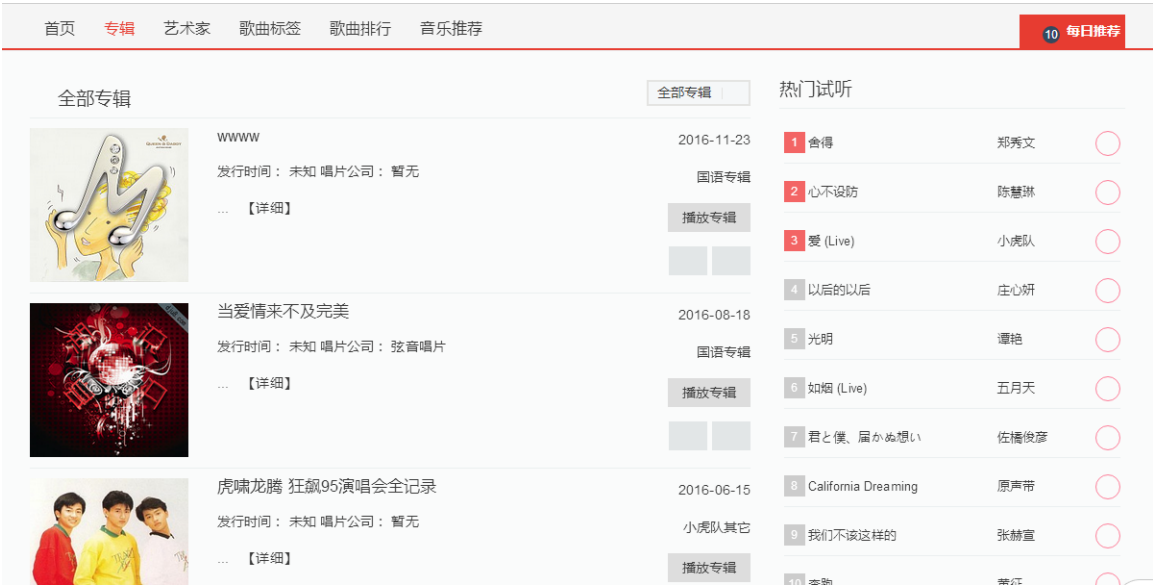 首页 专辑 艺术家 歌曲标签 歌曲排行 音乐推荐
10 每日推荐
全部专辑
全部专辑
wwww
2016-11-23
发行时间： 未知 唱片公司： 暂无
国语专辑
... 【详细】
播放专辑
当爱情来不及完美
2016-08-18
发行时间： 未知 唱片公司： 弦音唱片
国语专辑
... 【详细】
播放专辑
虎啸龙腾 狂飙95演唱会全记录
2016-06-15
发行时间： 未知 唱片公司： 暂无
小虎队其它
... 【详细】
播放专辑
热门试听
1 舍得 郑秀文
2 心不设防 陈慧琳
3 爱 (Live) 小虎队
4 以后的以后 庄心妍
5 光明 谭艳
6 如烟 (Live) 五月天
7 君と僕、届かぬ想い 佐橋俊彦
8 California Dreaming 原声带
9 我们不该这样的 张赫宣
10 奔跑 黄征